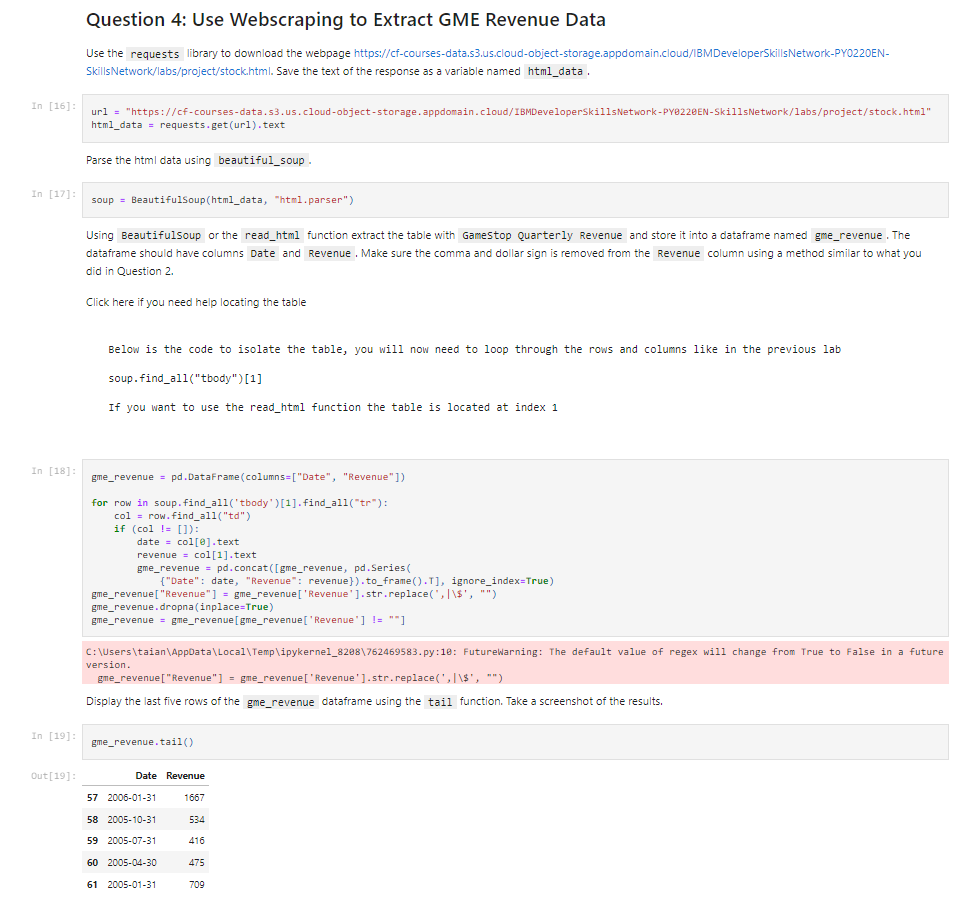 Question 4: Use Webscraping to Extract GME Revenue Data
Use the requests library to download the webpage https://cf-courses-data.s3.us.cloud-object-storage.appdomain.cloud/IBMDeveloperSkillsNetwork-PY0220EN-
SkillsNetwork/labs/project/stock.html. Save the text of the response as a variable named html_data.
In [16]:
url = "https://cf-courses-data.s3.us.cloud-object-storage.appdomain.cloud/IBMDeveloperSkillsNetwork-PY0220EN-SkillsNetwork/labs/project/stock.html"
html_data = requests.get(url).text
Parse the html data using beautiful_soup.
In [17]:
soup = BeautifulSoup(html_data, "html.parser")
Using BeautifulSoup or the read_html function extract the table with GameStop Quarterly Revenue and store it into a dataframe named gme_revenue. The
dataframe should have columns Date and Revenue. Make sure the comma and dollar sign is removed from the Revenue column using a method similar to what you
did in Question 2.
Click here if you need help locating the table
Below is the code to isolate the table, you will now need to loop through the rows and columns like in the previous lab
soup.find_all("tbody")[1]
If you want to use the read_html function the table is located at index 1
In [18]:
gme_revenue = pd.DataFrame(columns=["Date", "Revenue"])
for row in soup.find_all('tbody')[1].find_all("tr"):
    col = row.find_all("td")
    if (col != []):
        date = col[0].text
        revenue = col[1].text
        gme_revenue = pd.concat([gme_revenue, pd.Series(
            {"Date": date, "Revenue": revenue}).to_frame().T], ignore_index=True)
gme_revenue["Revenue"] = gme_revenue['Revenue'].str.replace(',|\$', "")
gme_revenue.dropna(inplace=True)
gme_revenue = gme_revenue[gme_revenue['Revenue'] != ""]
C:\Users\taian\AppData\Local\Temp\ipykernel_8208\762469583.py:10: FutureWarning: The default value of regex will change from True to False in a future
version.
  gme_revenue["Revenue"] = gme_revenue['Revenue'].str.replace(',|\$', "")
Display the last five rows of the gme_revenue dataframe using the tail function. Take a screenshot of the results.
In [19]:
gme_revenue.tail()
Out[19]:
Date Revenue
57 2006-01-31 1667
58 2005-10-31 534
59 2005-07-31 416
60 2005-04-30 475
61 2005-01-31 709